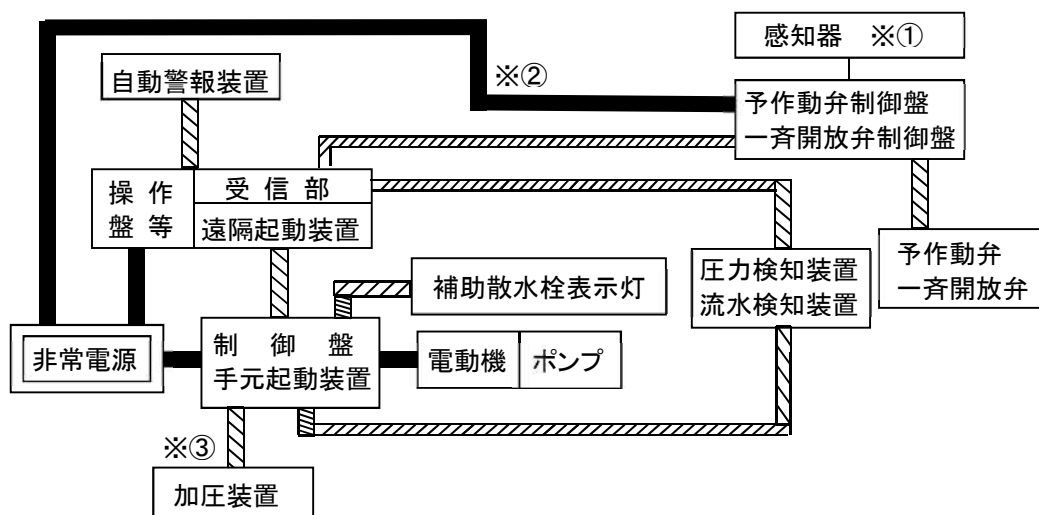 感知器 ※①
※②
自動警報装置
予作動弁制御盤
一斉開放弁制御盤
操作
盤等
受信部
遠隔起動装置
圧力検知装置
流水検知装置
予作動弁
一斉開放弁
補助散水栓表示灯
非常電源
制御盤
手元起動装置
電動機
ポンプ
※③
加圧装置